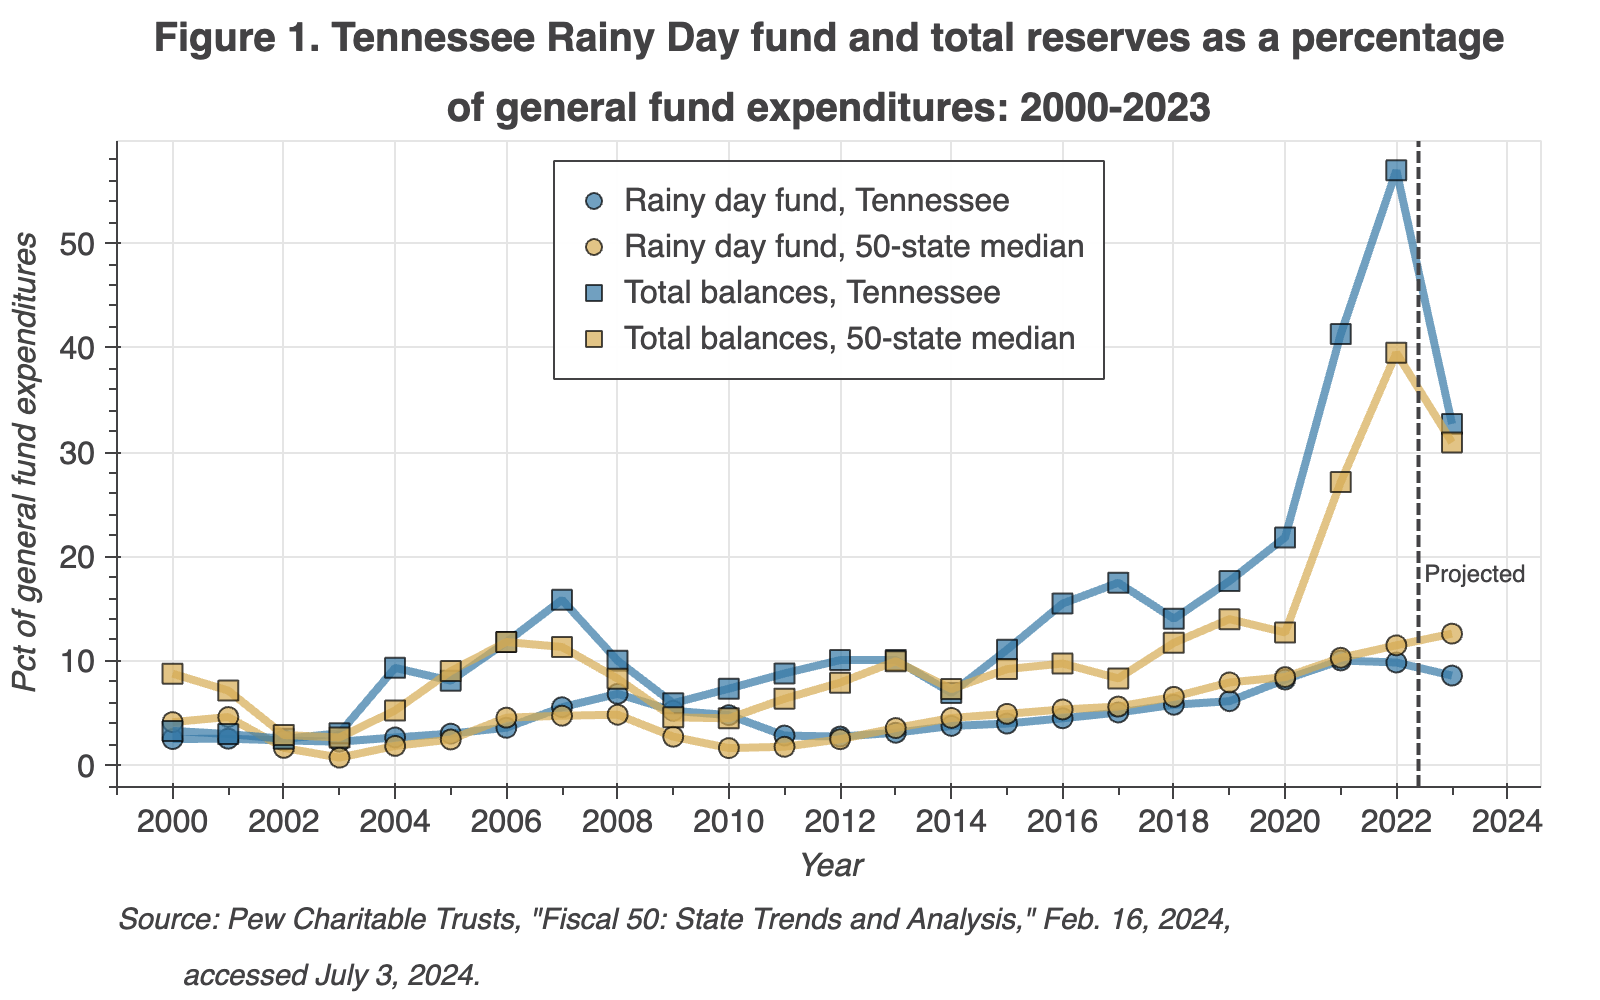 Figure 1. Tennessee Rainy Day fund and total reserves as a percentage
of general fund expenditures: 2000-2023
Rainy day fund, Tennessee
Rainy day fund, 50-state median
Total balances, Tennessee
Total balances, 50-state median
Pct of general fund expenditures
50
40
30
20
10
0
Projected
2000 2002 2004 2006 2008 2010 2012 2014 2016 2018 2020 2022 2024
Year
Source: Pew Charitable Trusts, "Fiscal 50: State Trends and Analysis," Feb. 16, 2024,
accessed July 3, 2024.